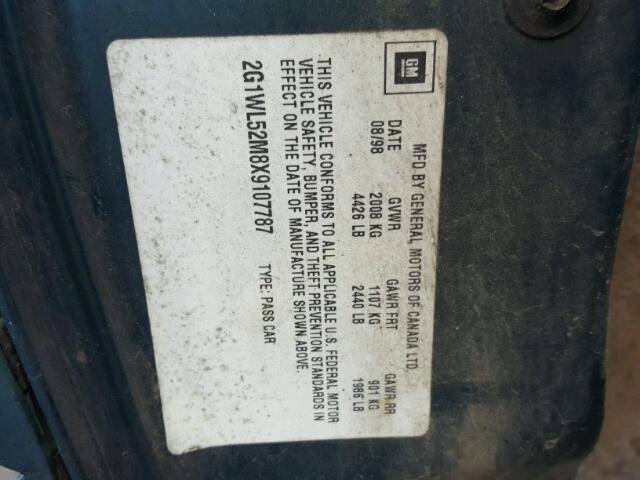 GM
MFD BY GENERAL MOTORS OF CANADA LTD.
DATE GVWR GAWR FRT GAWR RR
08/98 2008 KG 1107 KG 901 KG
4426 LB 2440 LB 1986 LB
THIS VEHICLE CONFORMS TO ALL APPLICABLE U.S. FEDERAL MOTOR
VEHICLE SAFETY, BUMPER, AND THEFT PREVENTION STANDARDS IN
EFFECT ON THE DATE OF MANUFACTURE SHOWN ABOVE.
2G1WL52M8X9107787 TYPE: PASS CAR